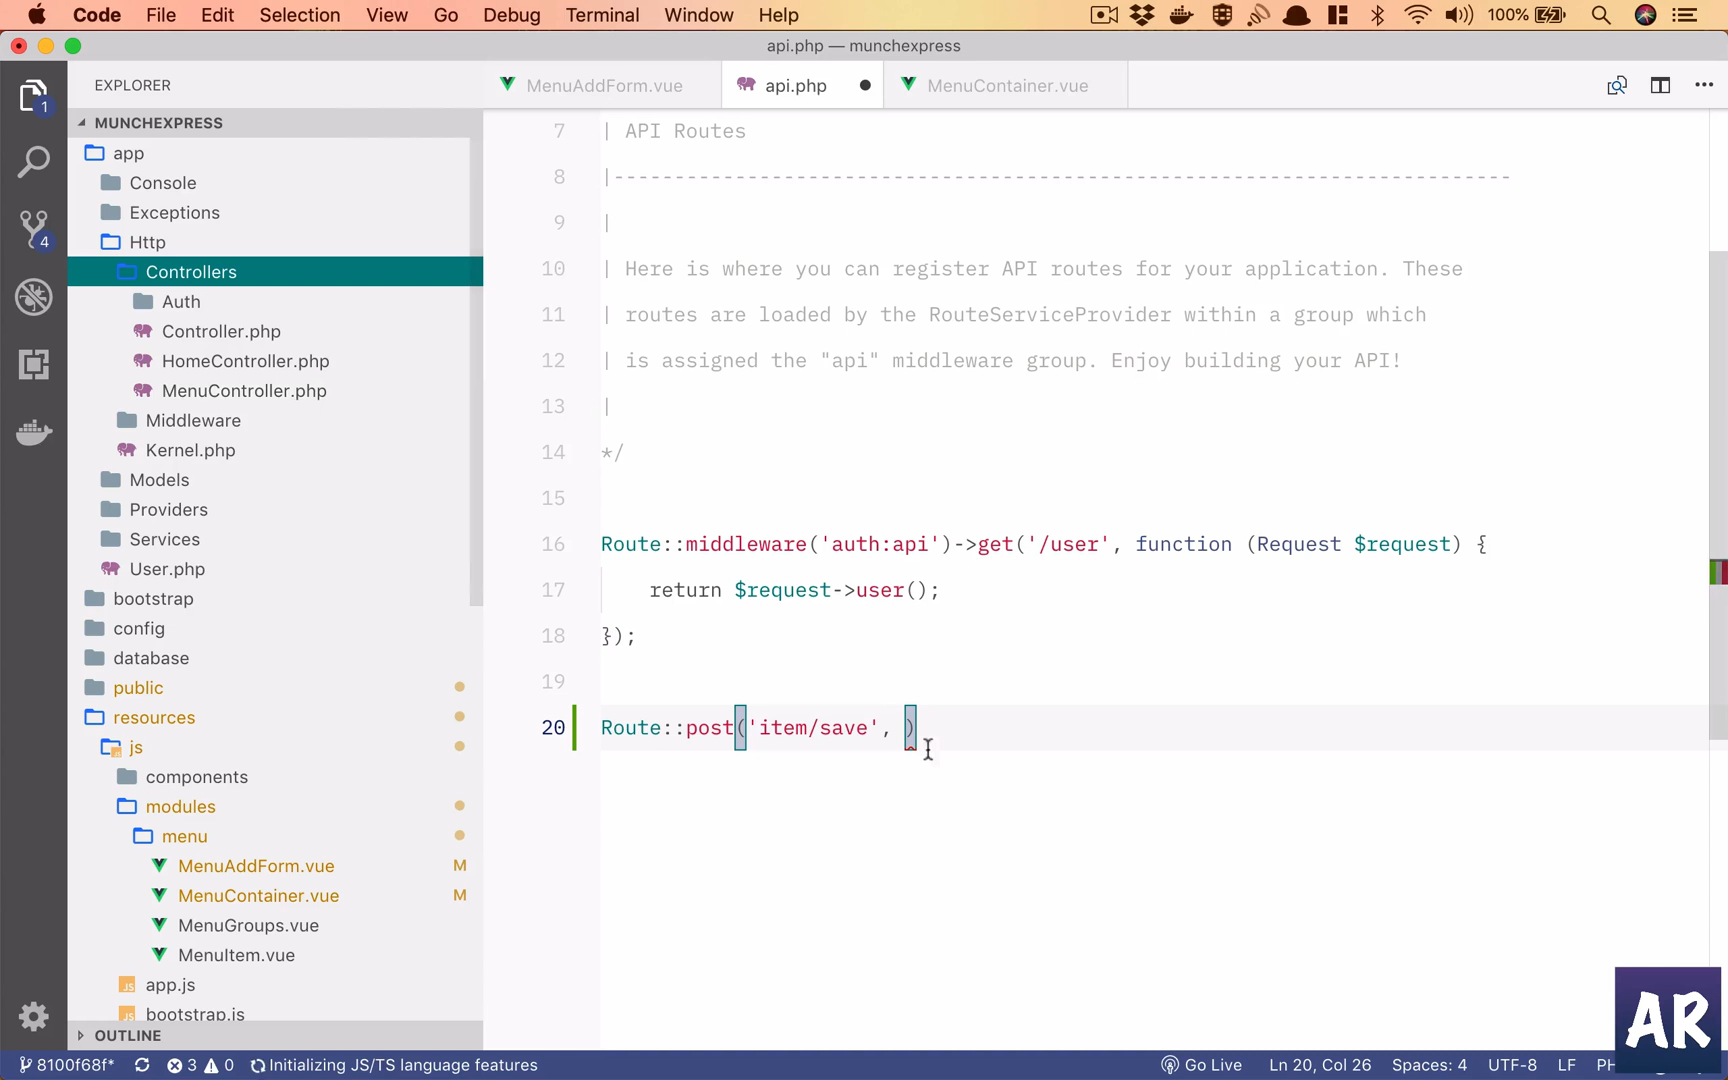 Code File Edit Selection View Go Debug Terminal Window Help 100%
api.php — munchexpress
EXPLORER
MenuAddForm.vue
api.php
MenuContainer.vue
1
4
MUNCHEXPRESS
app
Console
Exceptions
Http
Controllers
Auth
Controller.php
HomeController.php
MenuController.php
Middleware
Kernel.php
Models
Providers
Services
User.php
bootstrap
config
database
public
resources
js
components
modules
menu
MenuAddForm.vue M
MenuContainer.vue M
MenuGroups.vue
MenuItem.vue
JS app.js
JS bootstrap.js
OUTLINE
7 | API Routes
8 |--------------------------------------------------------------------------
9 |
10 | Here is where you can register API routes for your application. These
11 | routes are loaded by the RouteServiceProvider within a group which
12 | is assigned the "api" middleware group. Enjoy building your API!
13 |
14 */
15
16 Route::middleware('auth:api')->get('/user', function (Request $request) {
17 return $request->user();
18 });
19
20 Route::post('item/save', )
AR
8100f68f* 3 0 Initializing JS/TS language features Go Live Ln 20, Col 26 Spaces: 4 UTF-8 LF